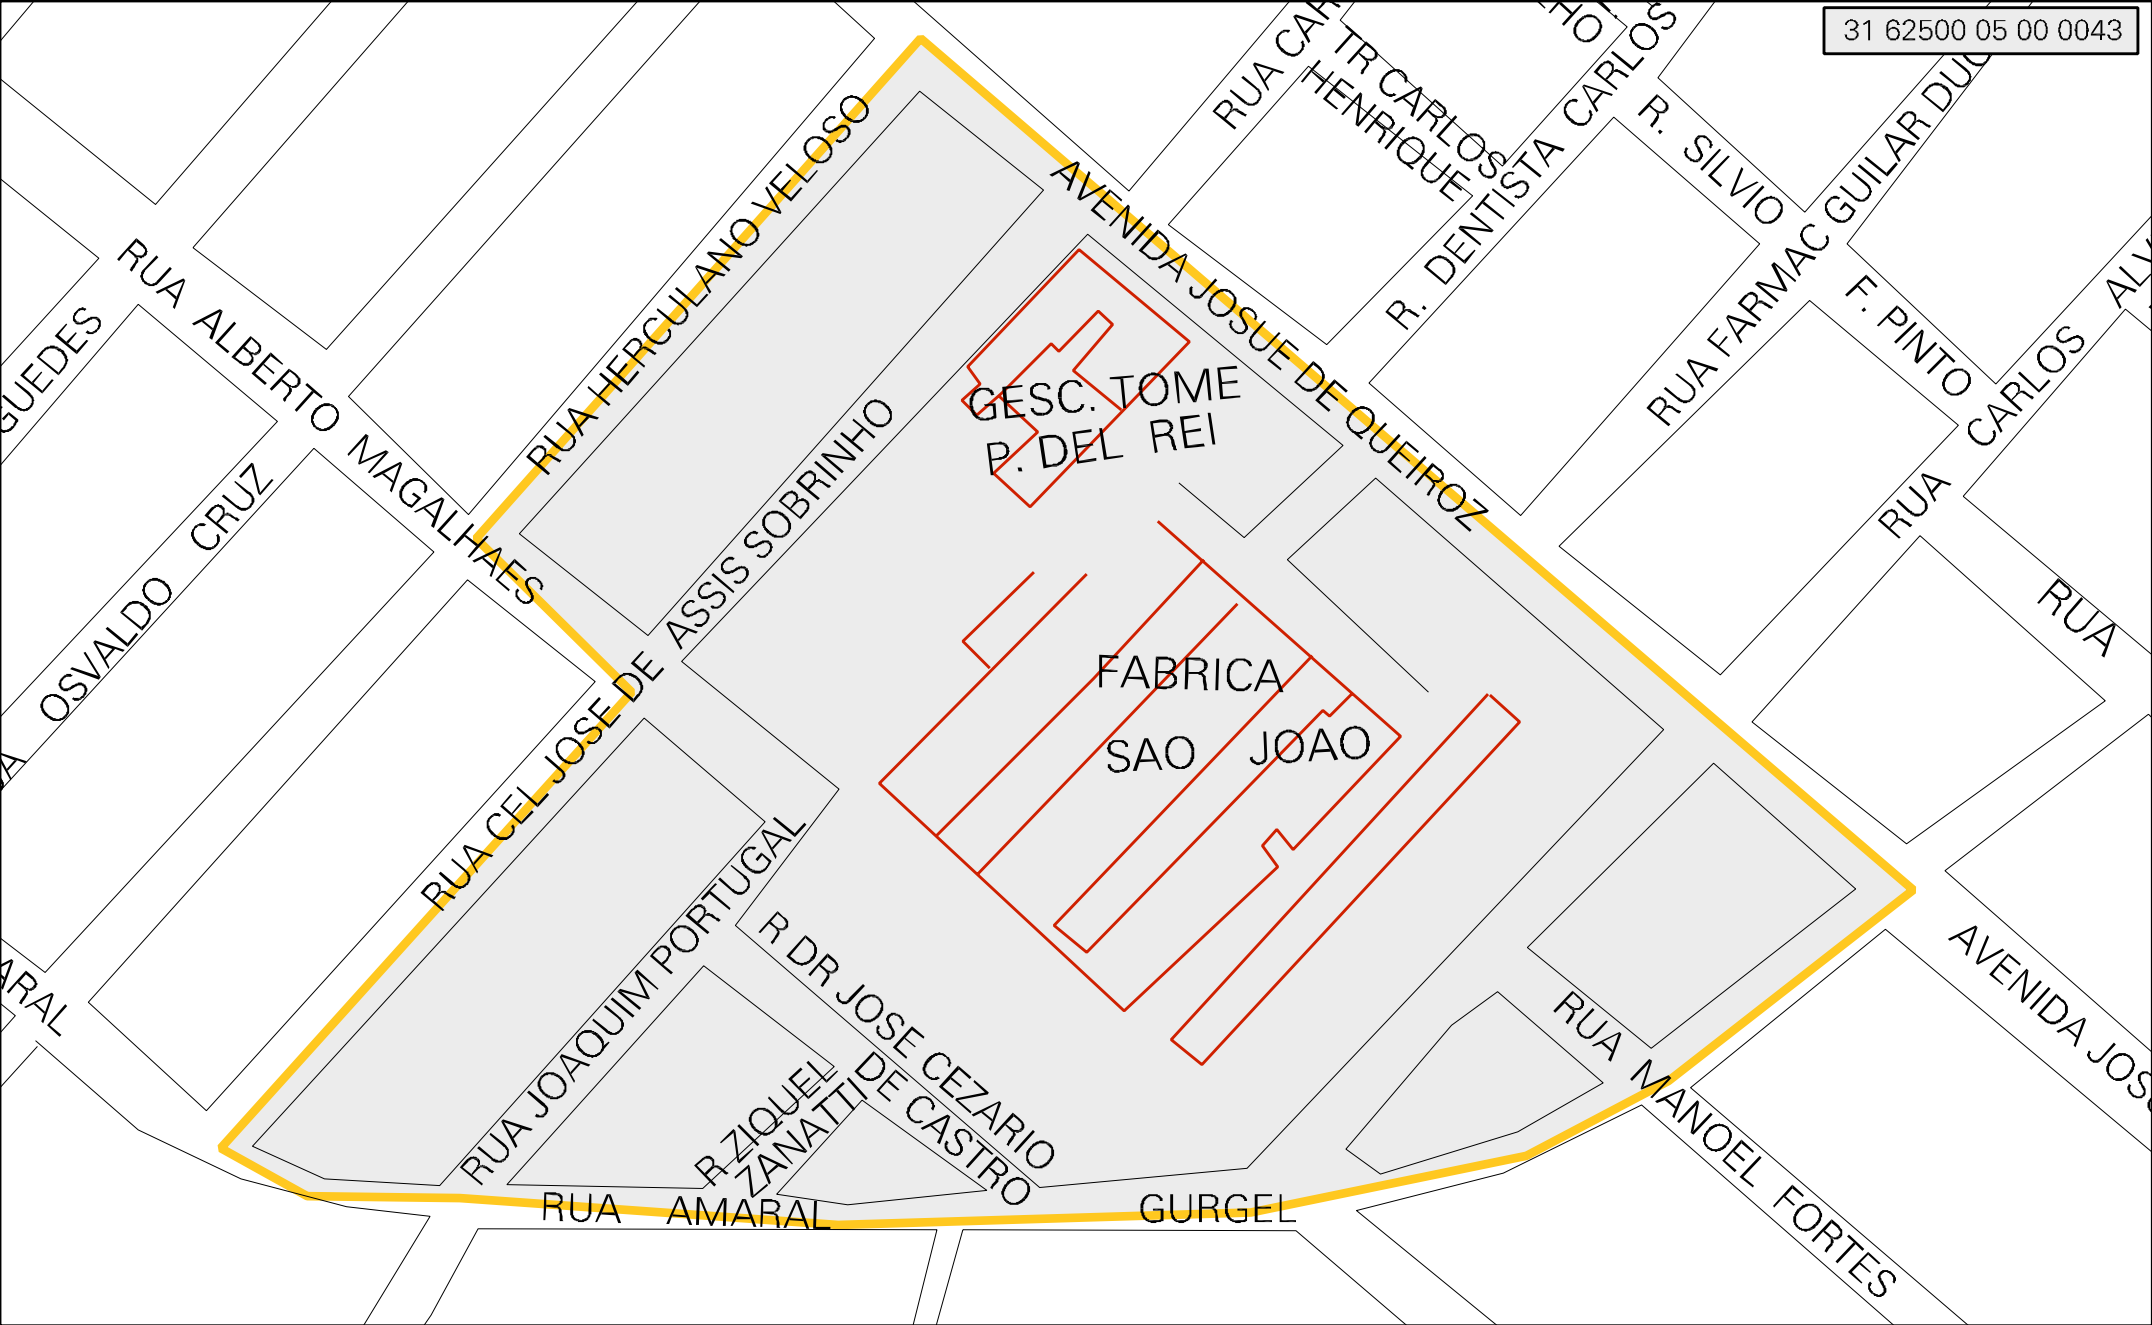 31 62500 05 00 0043
TR CARLOS
HENRIQUE
R. DENTISTA CARLOS
R. SILVIO
F. PINTO
RUA FARMAC GUILAR
RUA CARLOS
RUA
RUA HERCULANO VELOSO
AVENIDA JOSUE DE QUEIROZ
RUA ALBERTO MAGALHAES
GUEDES
OSVALDO CRUZ
GESC. TOME
P. DEL REI
RUA CEL JOSE DE ASSIS SOBRINHO
FABRICA
SAO JOAO
RUA JOAQUIM PORTUGAL
R DR JOSE CEZARIO
DE CASTRO
R ZIQUEL
ZANATTI
RUA AMARAL GURGEL
RUA MANOEL FORTES
AVENIDA